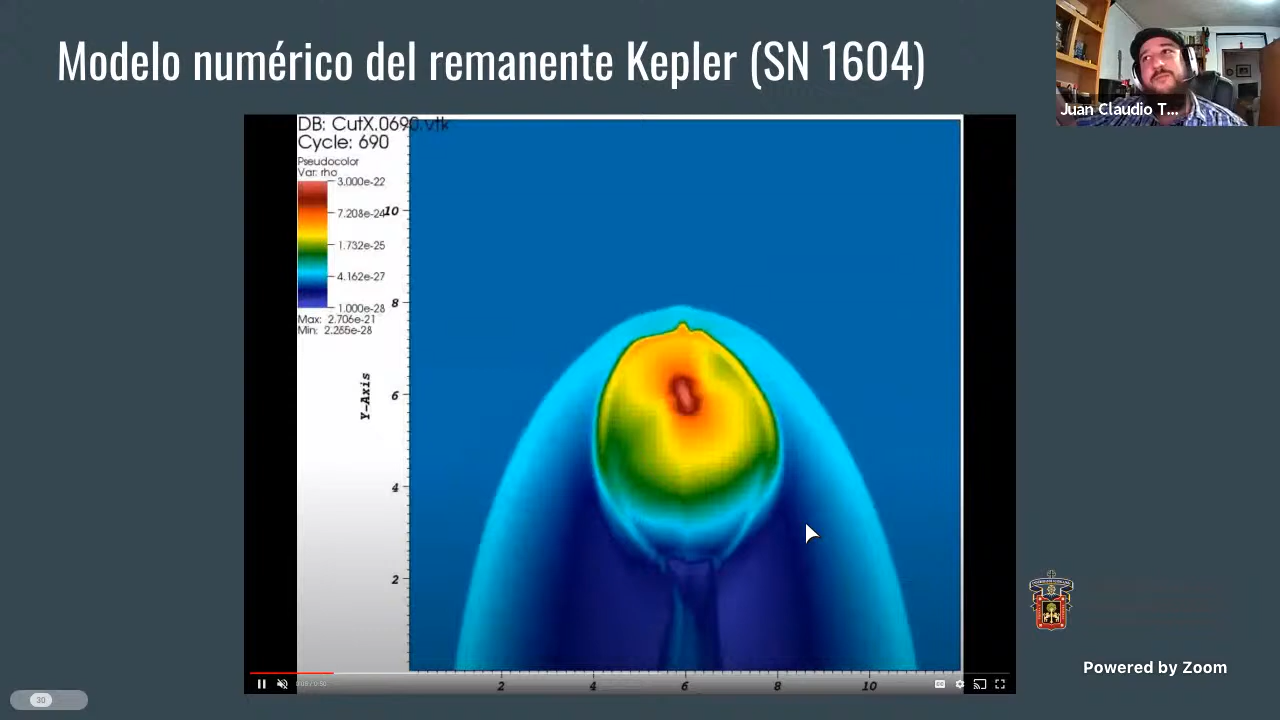 Modelo numérico del remanente Kepler (SN 1604)
Juan Claudio T...
DB: CutX.0690.vtk
Cycle: 690
Pseudocolor
Var: rho
3.000e-22
7.208e-24
1.732e-25
4.162e-27
1.000e-28
Max: 2.706e-21
Min: 2.265e-28
10
8
6
4
2
Y-Axis
2 4 6 8 10
30
Powered by Zoom